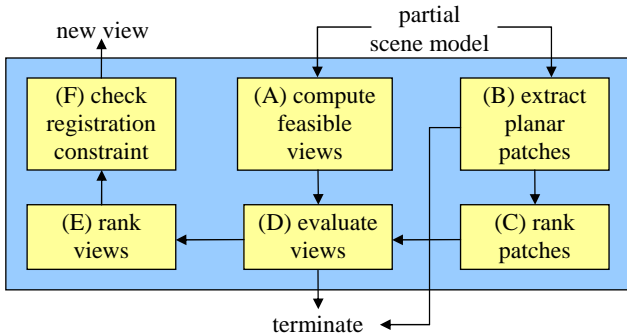 new view
partial
scene model
(F) check
registration
constraint
(A) compute
feasible
views
(B) extract
planar
patches
(E) rank
views
(D) evaluate
views
(C) rank
patches
terminate